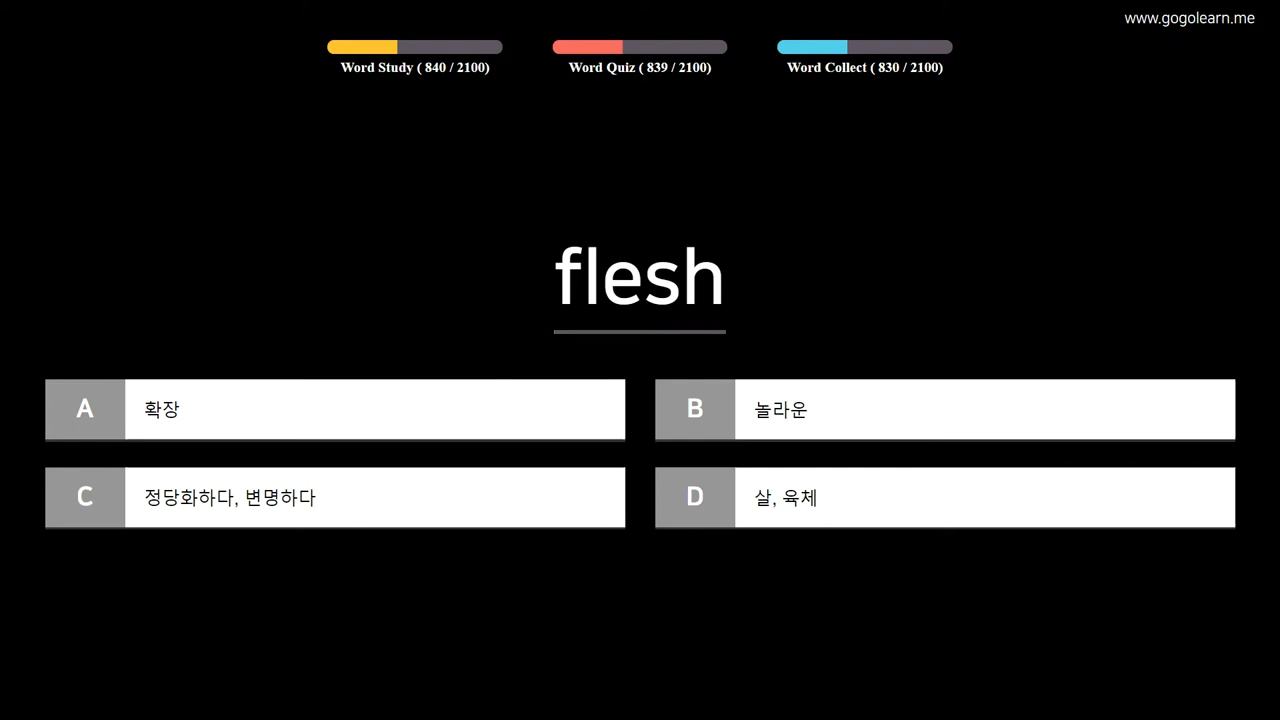 www.gogolearn.me
Word Study ( 840 / 2100)
Word Quiz ( 839 / 2100)
Word Collect ( 830 / 2100)
flesh
A 확장
B 놀라운
C 정당화하다, 변명하다
D 살, 육체